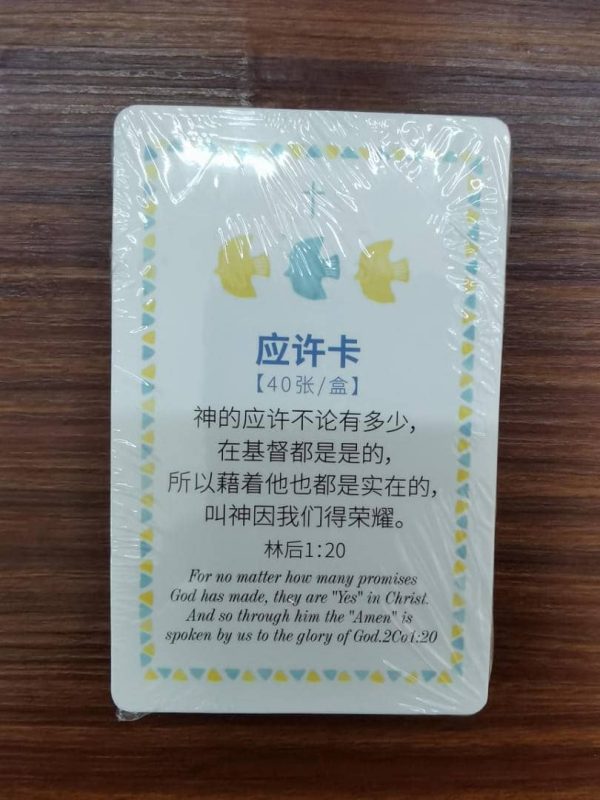 应许卡
【40张/盒】
神的应许不论有多少，
在基督都是是的，
所以藉着他也都是实在的，
叫神因我们得荣耀。
林后1：20
For no matter how many promises
God has made, they are "Yes" in Christ.
And so through him the "Amen" is
spoken by us to the glory of God.2Co1:20